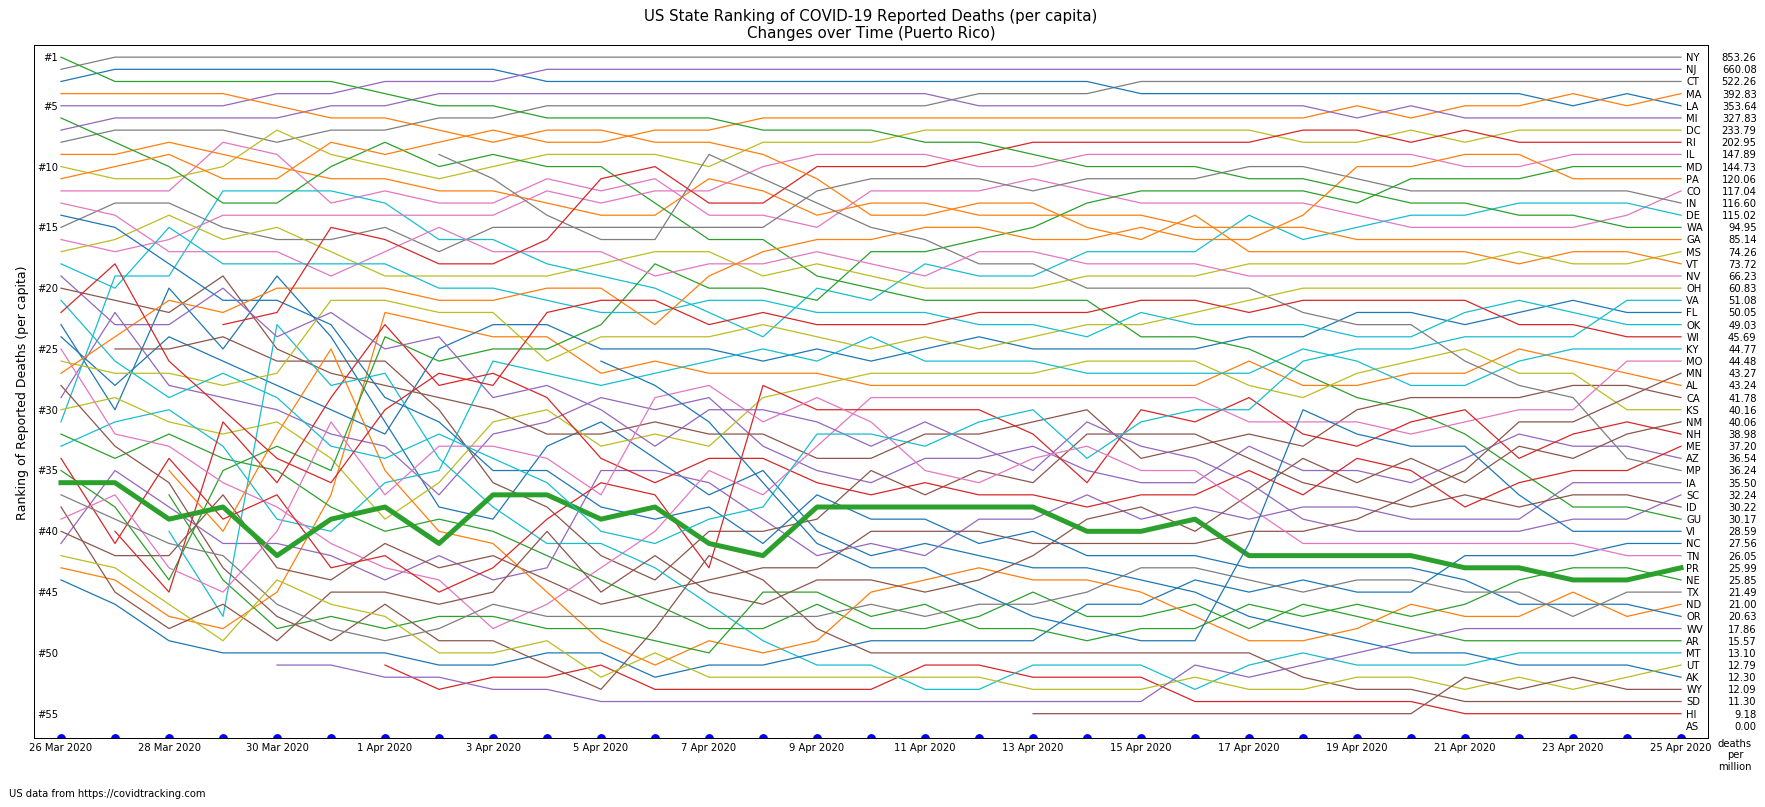 US State Ranking of COVID-19 Reported Deaths (per capita)
Changes over Time (Puerto Rico)
Ranking of Reported Deaths (per capita)
#1
#5
#10
#15
#20
#25
#30
#35
#40
#45
#50
#55
NY 853.26
NJ 660.08
CT 522.26
MA 392.83
LA 353.64
MI 327.83
DC 233.79
RI 202.95
IL 147.89
MD 144.73
PA 120.06
CO 117.04
IN 116.60
DE 115.02
WA 94.95
GA 85.14
MS 74.26
VT 73.72
NV 66.23
OH 60.83
VA 51.08
FL 50.05
OK 49.03
WI 45.69
KY 44.77
MO 44.48
MN 43.27
AL 43.24
CA 41.78
KS 40.16
NM 40.06
NH 38.98
ME 37.20
AZ 36.54
MP 36.24
IA 35.50
SC 32.24
ID 30.22
GU 30.17
VI 28.59
NC 27.56
TN 26.05
PR 25.99
NE 25.85
TX 21.49
ND 21.00
OR 20.63
WV 17.86
AR 15.57
MT 13.10
UT 12.79
AK 12.30
WY 12.09
SD 11.30
HI 9.18
AS 0.00
26 Mar 2020 28 Mar 2020 30 Mar 2020 1 Apr 2020 3 Apr 2020 5 Apr 2020 7 Apr 2020 9 Apr 2020 11 Apr 2020 13 Apr 2020 15 Apr 2020 17 Apr 2020 19 Apr 2020 21 Apr 2020 23 Apr 2020 25 Apr 2020
deaths
per
million
US data from https://covidtracking.com